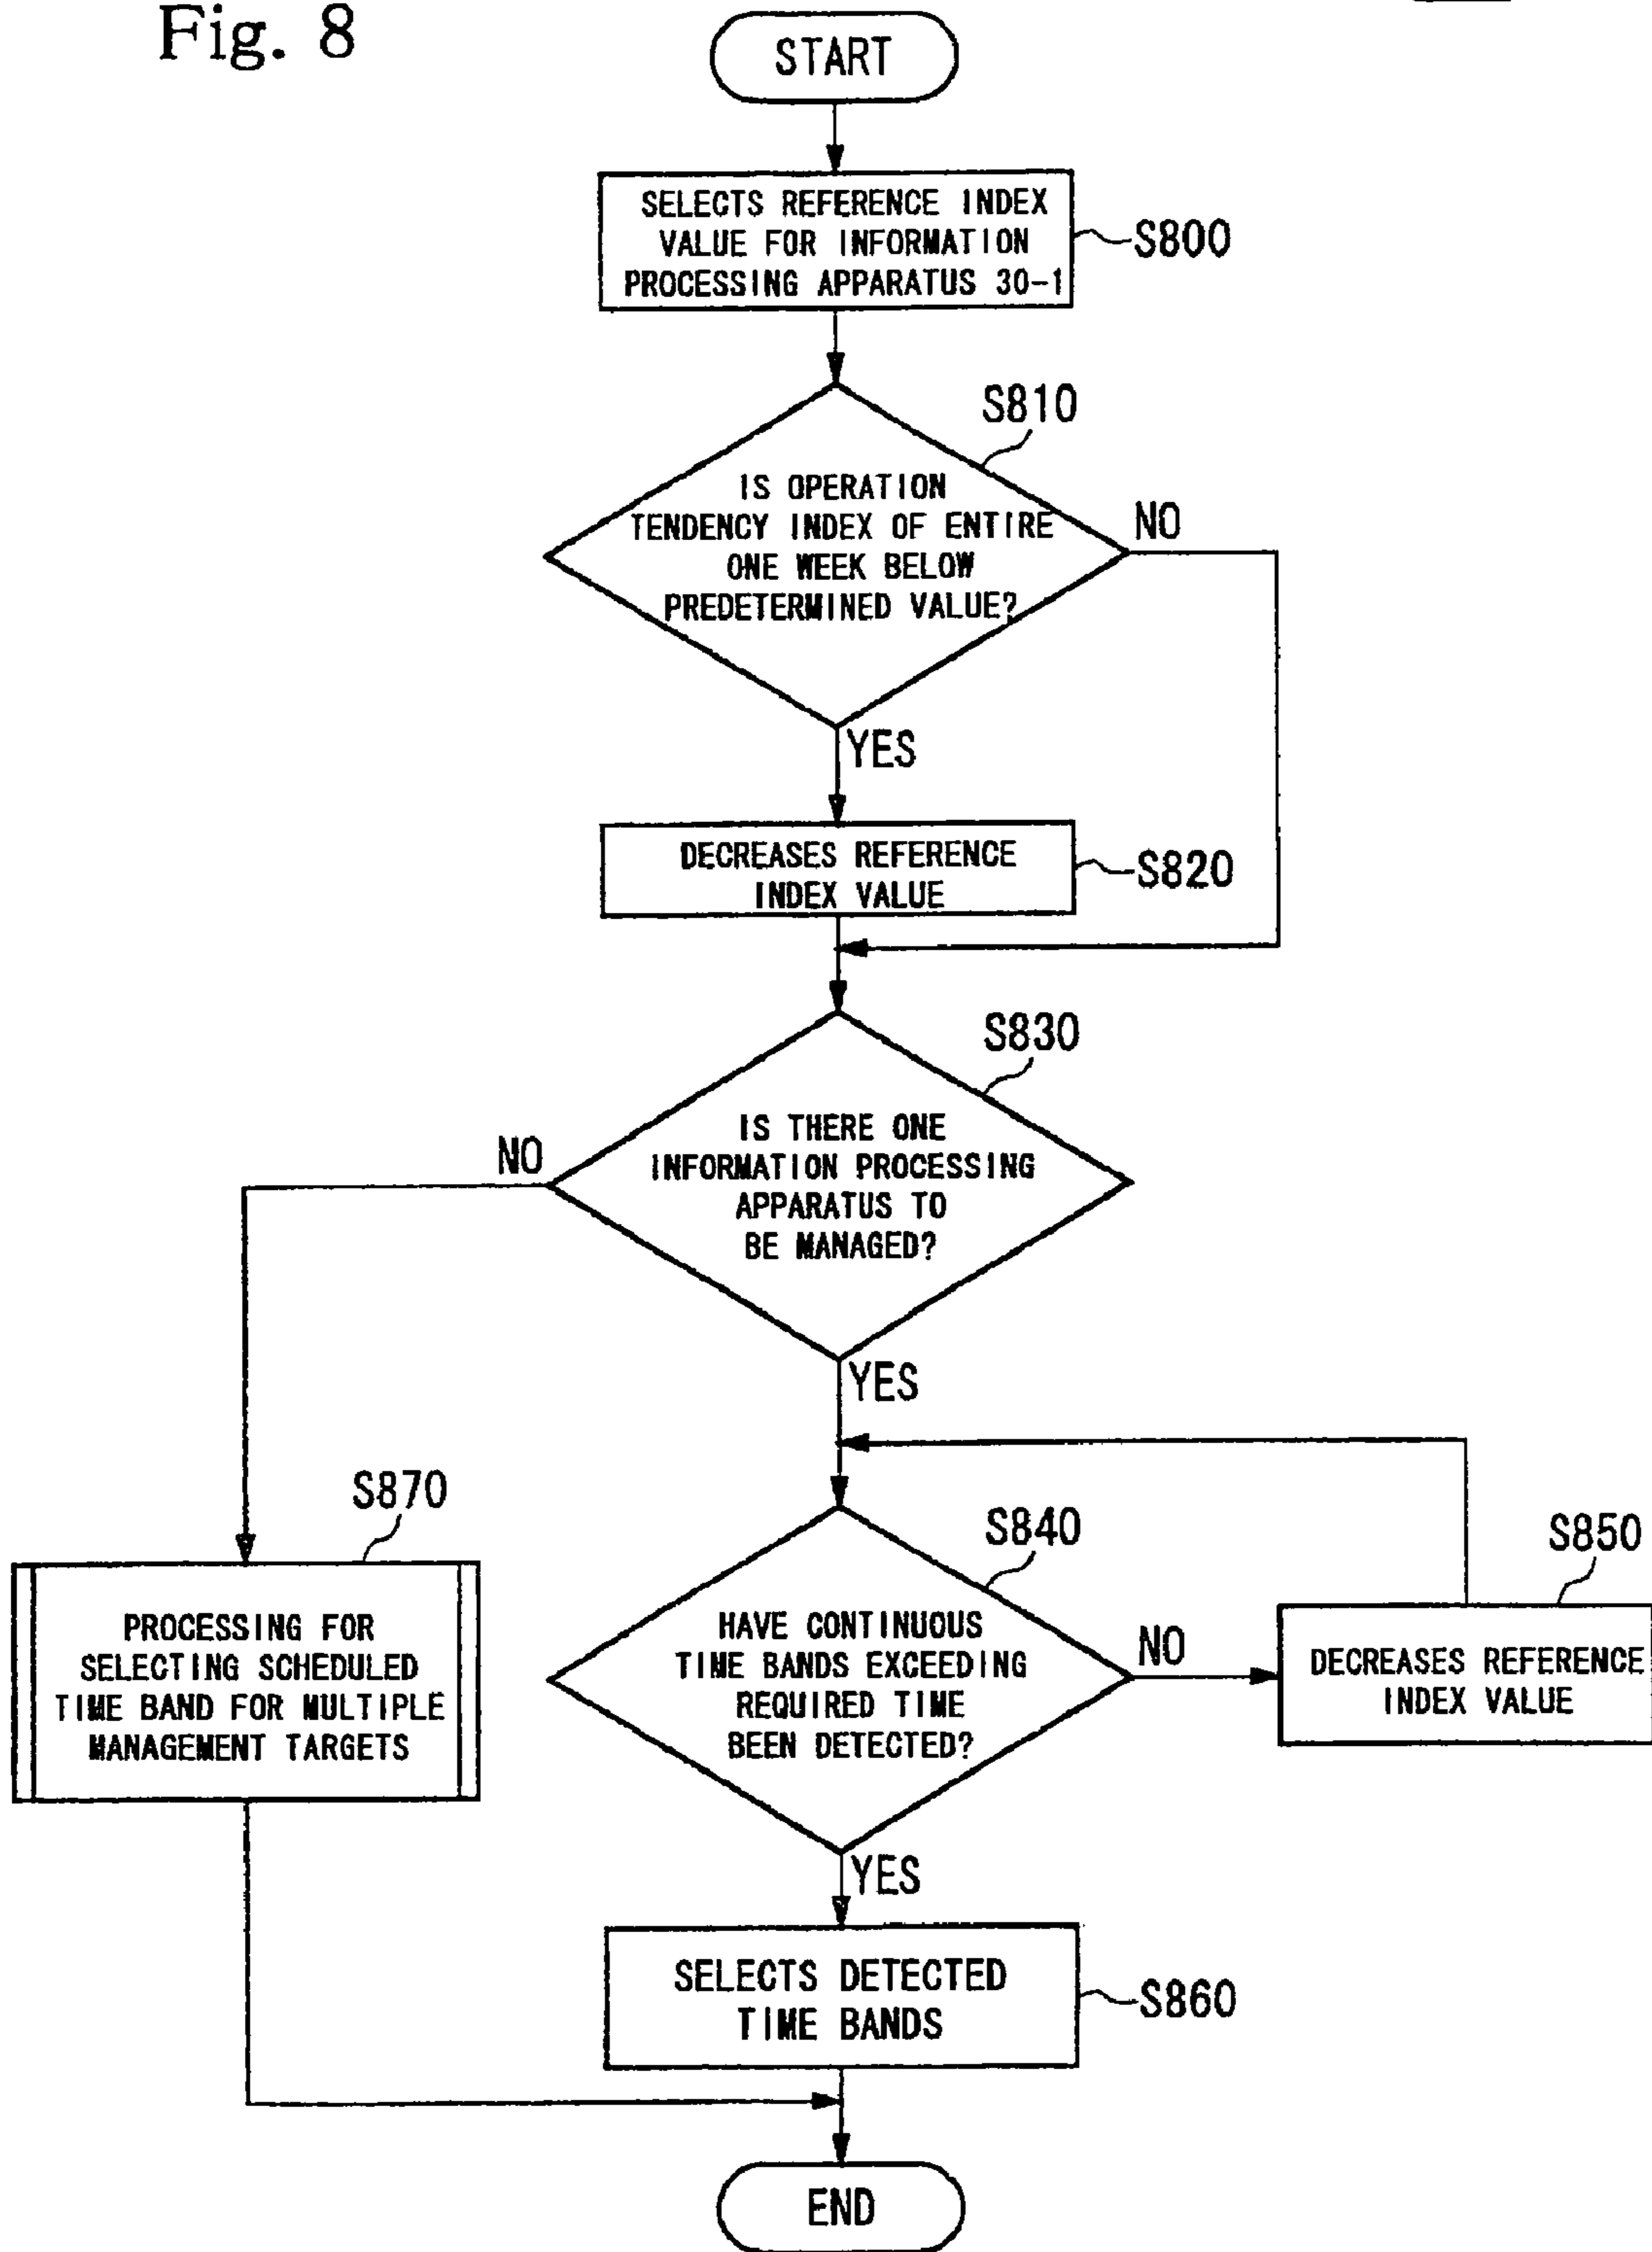 Fig. 8
START
SELECTS REFERENCE INDEX
VALUE FOR INFORMATION
PROCESSING APPARATUS 30-1
S800
S810
IS OPERATION
TENDENCY INDEX OF ENTIRE
ONE WEEK BELOW
PREDETERMINED VALUE?
NO
YES
DECREASES REFERENCE
INDEX VALUE
S820
S830
IS THERE ONE
INFORMATION PROCESSING
APPARATUS TO
BE MANAGED?
NO
YES
S870
PROCESSING FOR
SELECTING SCHEDULED
TIME BAND FOR MULTIPLE
MANAGEMENT TARGETS
S840
HAVE CONTINUOUS
TIME BANDS EXCEEDING
REQUIRED TIME
BEEN DETECTED?
NO
S850
DECREASES REFERENCE
INDEX VALUE
YES
SELECTS DETECTED
TIME BANDS
S860
END